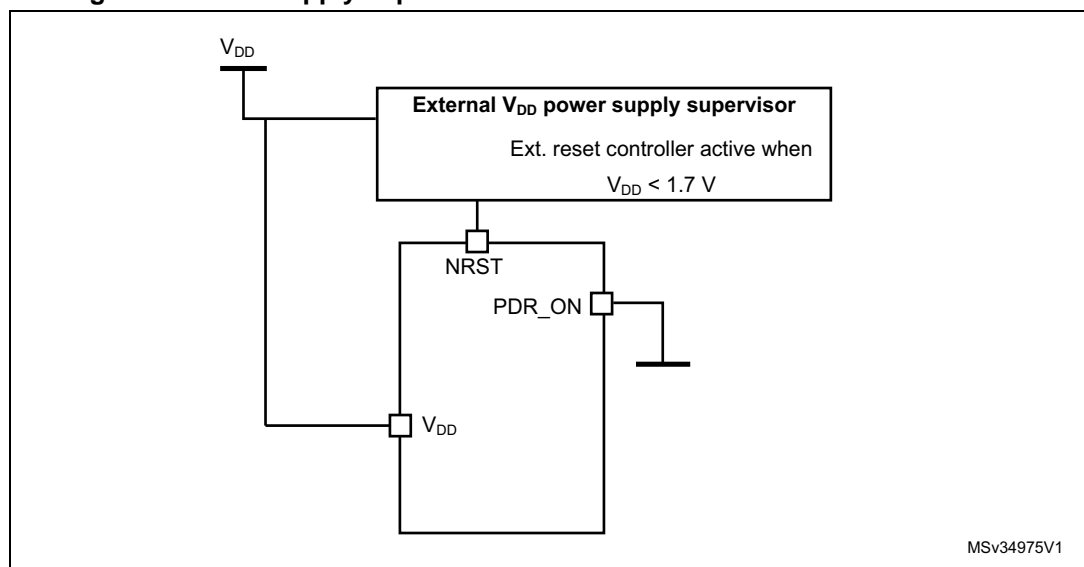 V_DD
External V_DD power supply supervisor
Ext. reset controller active when
V_DD < 1.7 V
NRST
PDR_ON
V_DD
MSv34975V1